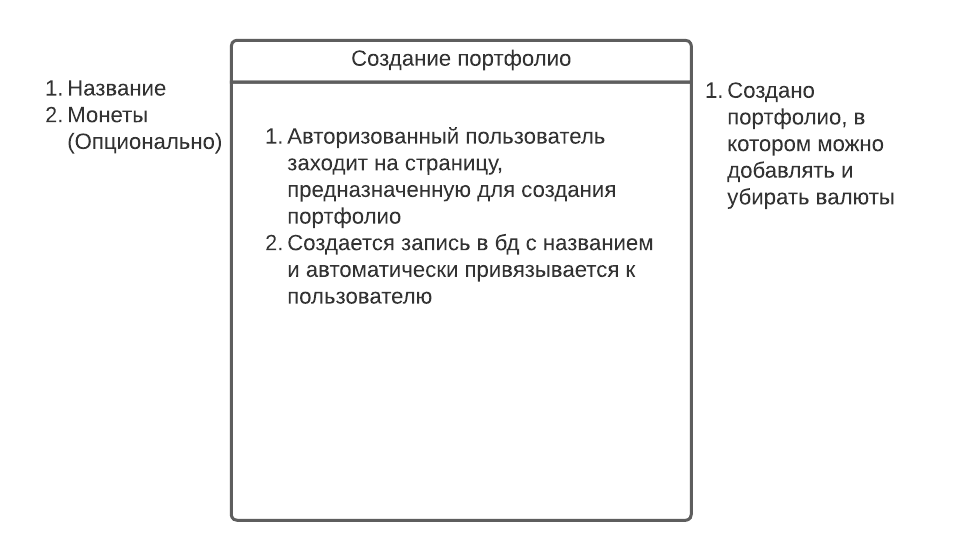 Создание портфолио
1. Название
2. Монеты
(Опционально)
1. Авторизованный пользователь
заходит на страницу,
предназначенную для создания
портфолио
2. Создается запись в бд с названием
и автоматически привязывается к
пользователю
1. Создано
портфолио, в
котором можно
добавлять и
убирать валюты